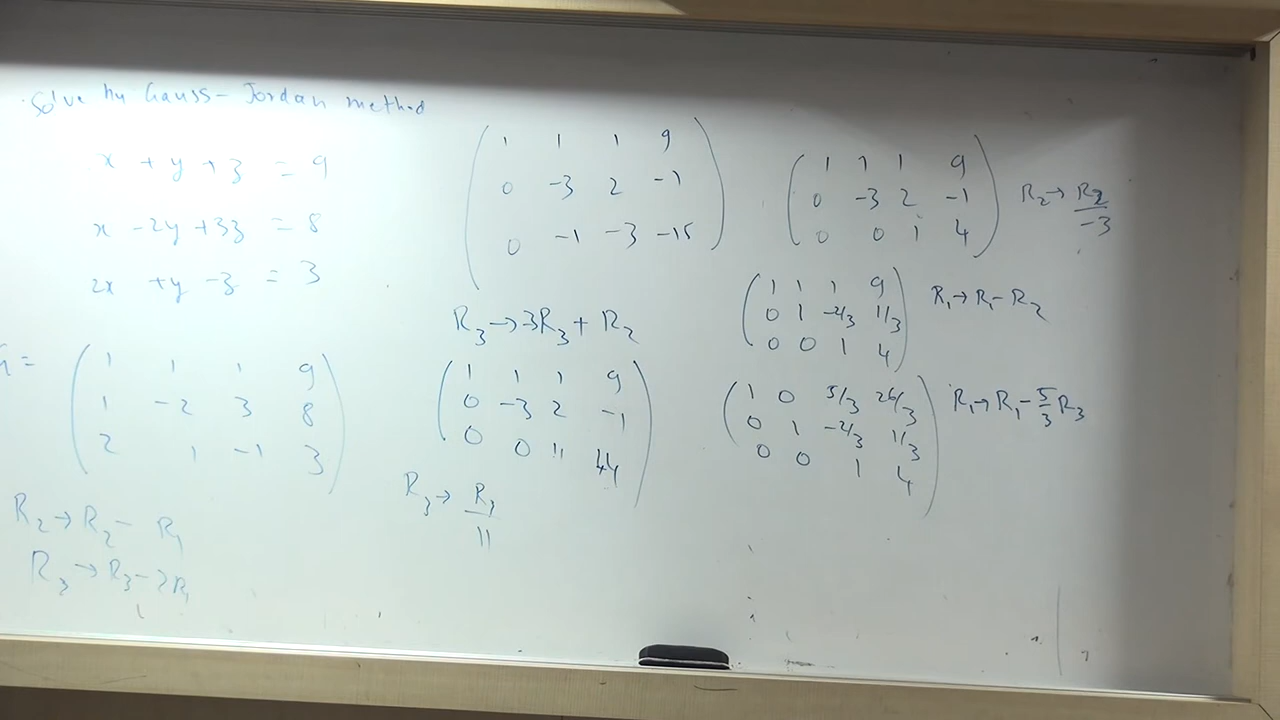 Solve by Gauss-Jordan method
x + y + z = 9
x - 2y + 3z = 8
2x + y - z = 3
1 1 1 9
1 -2 3 8
2 1 -1 3
R2 → R2 - R1
R3 → R3 - 2R1
1 1 1 9
0 -3 2 -1
0 -1 -3 -15
R3 → -3R3 + R2
1 1 1 9
0 -3 2 -1
0 0 11 44
R3 → R3/11
1 1 1 9
0 -3 2 -1
0 0 1 4
R2 → R2/-3
1 1 1 9
0 1 -2/3 1/3
0 0 1 4
R1 → R1 - R2
1 0 5/3 26/3
0 1 -2/3 1/3
0 0 1 4
R1 → R1 - 5/3 R3